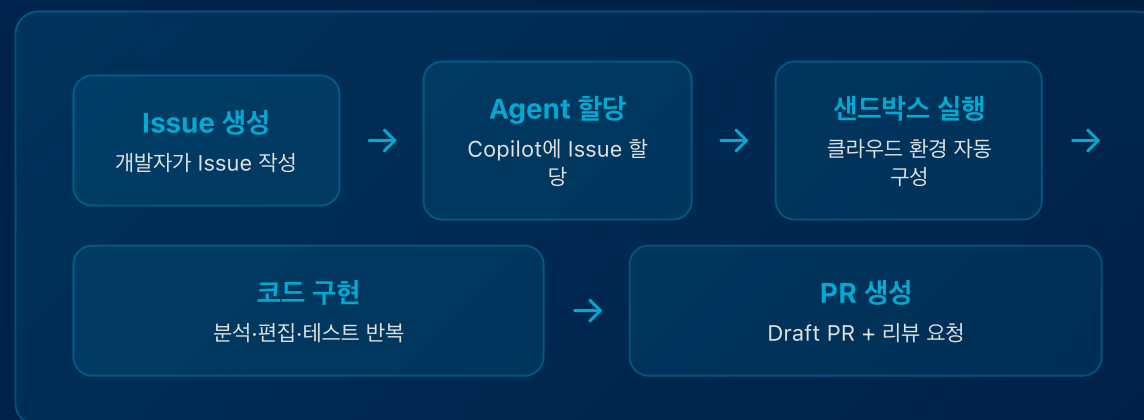 Issue 생성
개발자가 Issue 작성
→
Agent 할당
Copilot에 Issue 할
당
→
샌드박스 실행
클라우드 환경 자동
구성
→
코드 구현
분석·편집·테스트 반복
→
PR 생성
Draft PR + 리뷰 요청